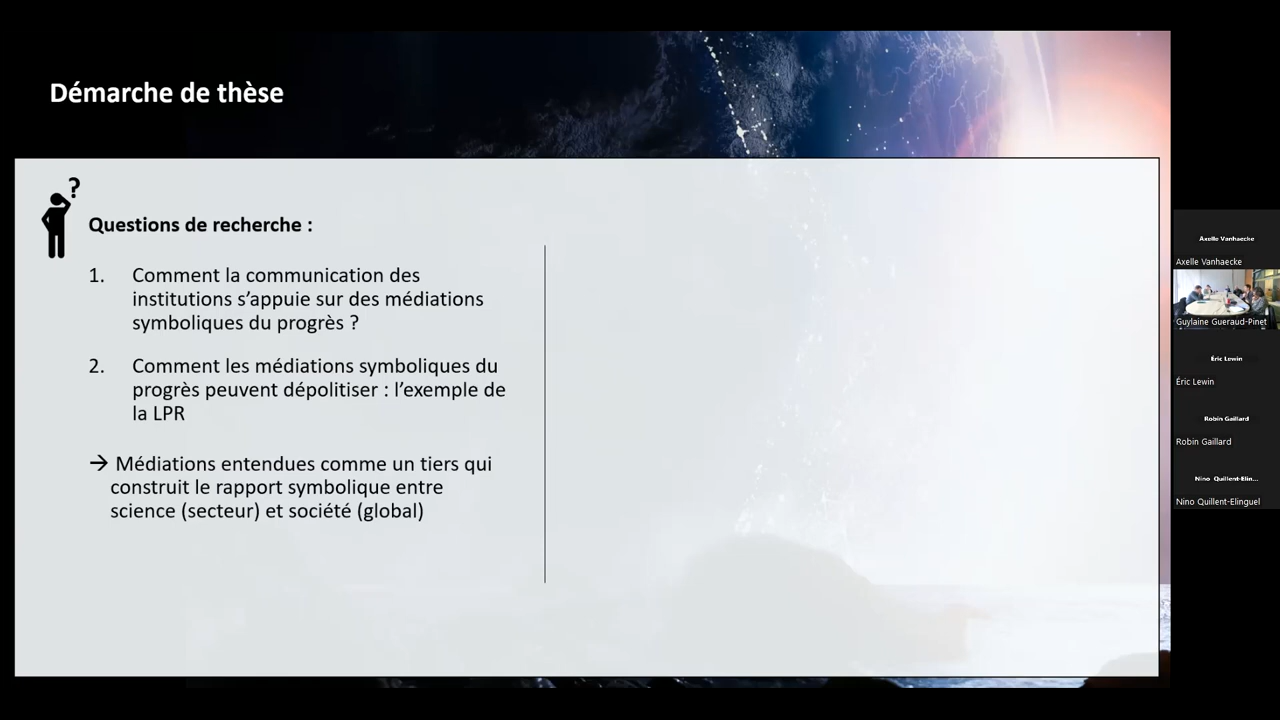 Démarche de thèse
?
Questions de recherche :
1. Comment la communication des
institutions s’appuie sur des médiations
symboliques du progrès ?
2. Comment les médiations symboliques du
progrès peuvent dépolitiser : l’exemple de
la LPR
→ Médiations entendues comme un tiers qui
construit le rapport symbolique entre
science (secteur) et société (global)
Axelle Vanhaecke
Axelle Vanhaecke
Guylaine Gueraud-Pinet
Éric Lewin
Éric Lewin
Robin Gaillard
Robin Gaillard
Nino Quillent-Elin...
Nino Quillent-Elinguel